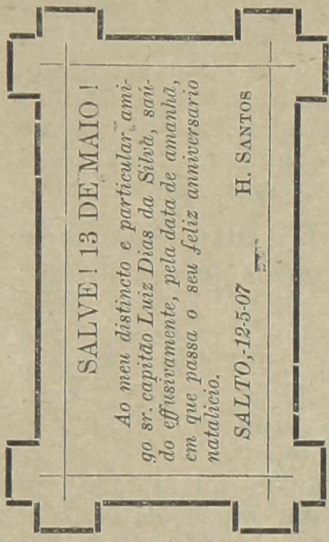 SALVE! 13 DE MAIO!
Ao meu distincto e particular ami-
go sr. capitão Luiz Dias da Silvà, saú-
do effusivamente, pela data de amanhã,
em que passa o seu feliz anniversario
natalicio.
SALTO,-12-5-07 H. SANTOS